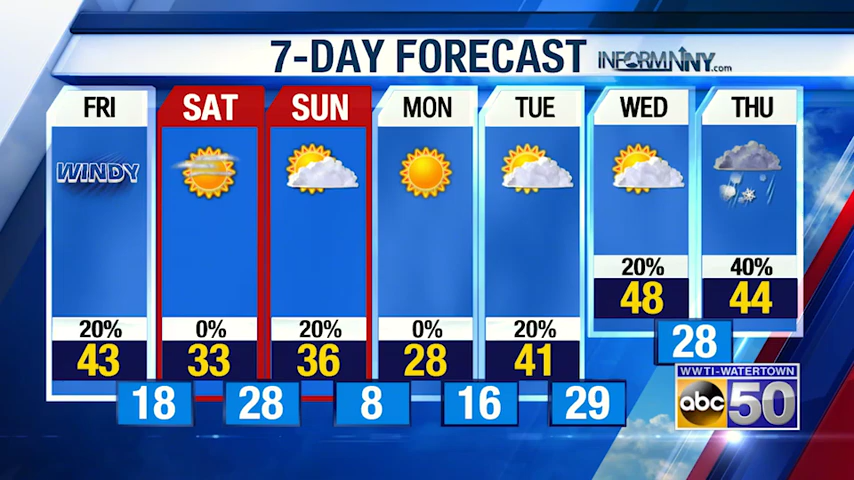 7-DAY FORECAST INFORMNNY.com
FRI SAT SUN MON TUE WED THU
WINDY
20% 40%
48 44
20% 0% 20% 0% 20%
43 33 36 28 41
28
18 28 8 16 29
WWTI-WATERTOWN
abc 50